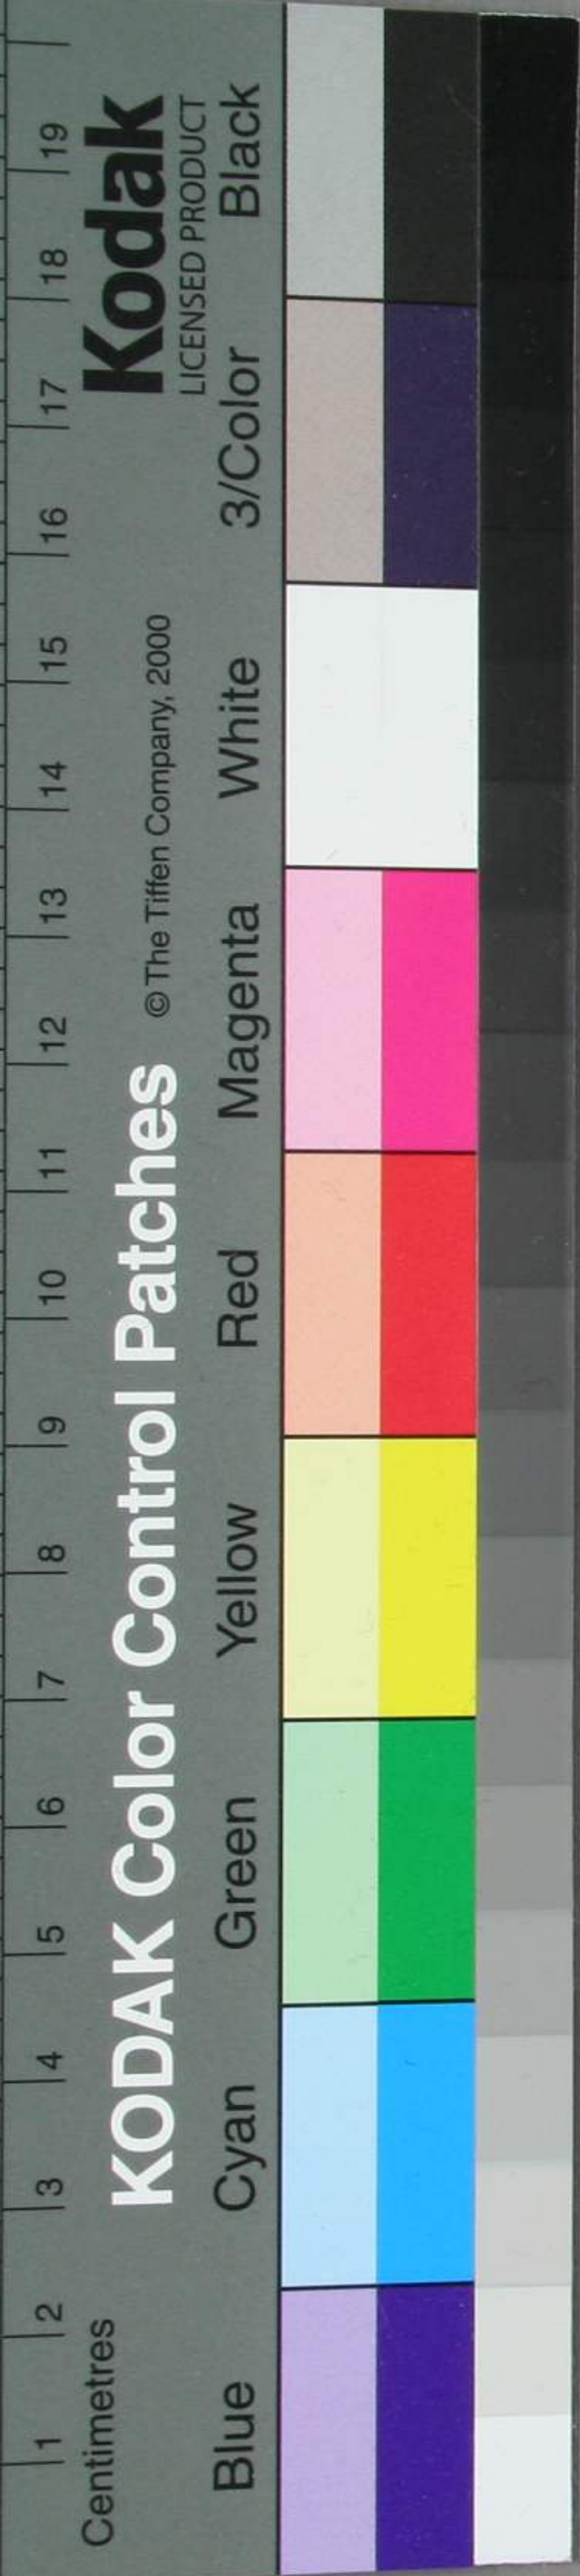 Centimetres
1 2 3 4 5 6 7 8 9 10 11 12 13 14 15 16 17 18 19
KODAK Color Control Patches © The Tiffen Company, 2000
Kodak
LICENSED PRODUCT
Blue Cyan Green Yellow Red Magenta White 3/Color Black